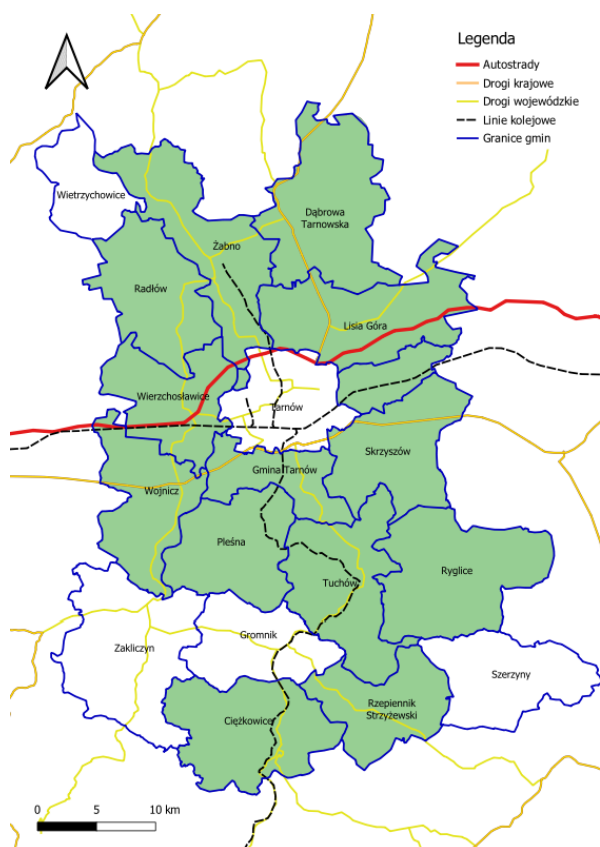 Legenda
Autostrady
Drogi krajowe
Drogi wojewódzkie
Linie kolejowe
Granice gmin
Wietrzychowice
Dąbrowa
Tarnowska
Żabno
Radłów
Lisia Góra
Wierzchosławice
Tarnów
Skrzyszów
Gmina Tarnów
Wojnicz
Pleśna
Ryglice
Tuchów
Gromnik
Zakliczyn
Szerzyny
Rzepiennik
Strzyżewski
Ciężkowice
0 5 10 km